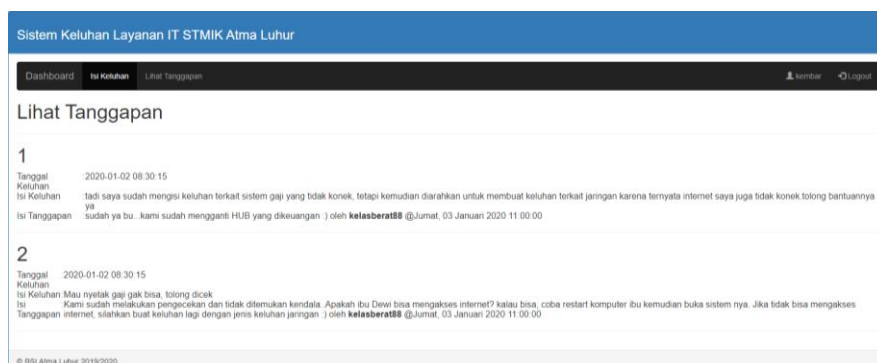 Sistem Keluhan Layanan IT STMIK Atma Luhur
Dashboard Isi Keluhan Lihat Tanggapan kembar Logout
Lihat Tanggapan
1
Tanggal Keluhan :2020-01-02 08:30:15
Isi Keluhan tadi saya sudah mengisi keluhan terkait sistem gaji yang tidak konek, tetapi kemudian diarahkan untuk membuat keluhan terkait jaringan karena ternyata internet saya juga tidak konek.tolong bantuannya
ya
Isi Tanggapan sudah ya bu...kami sudah mengganti HUB yang dikeuangan :) oleh kelasberat88 @Jumat, 03 Januari 2020 11:00:00
2
Tanggal Keluhan :2020-01-02 08:30:15
Isi Keluhan Mau nyetak gaji gak bisa, tolong dicek
Isi Tanggapan Kami sudah melakukan pengecekan dan tidak ditemukan kendala..Apakah ibu Dewi bisa mengakses internet? kalau bisa, coba restart komputer ibu kemudian buka sistem nya. Jika tidak bisa mengakses
internet, silahkan buat keluhan lagi dengan jenis keluhan jaringan :) oleh kelasberat88 @Jumat, 03 Januari 2020 11:00:00
© BSI Atma Luhur 2019/2020